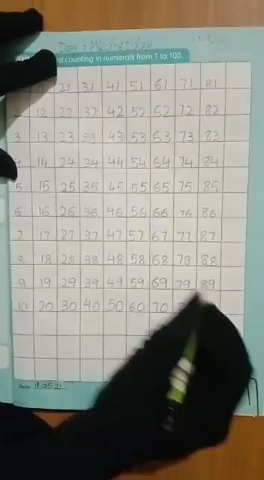 Day: Wednesday
counting in numerals from 1 to 100.
21 31 41 51 61 71 81
12 22 32 42 52 62 72 82
3 13 23 33 43 53 63 73 83
4 14 24 34 44 54 64 74 84
5 15 25 35 45 55 65 75 85
6 16 26 36 46 56 66 76 86
7 17 27 37 47 57 67 77 87
8 18 28 38 48 58 68 78 88
9 19 29 39 49 59 69 79 89
10 20 30 40 50 60 70